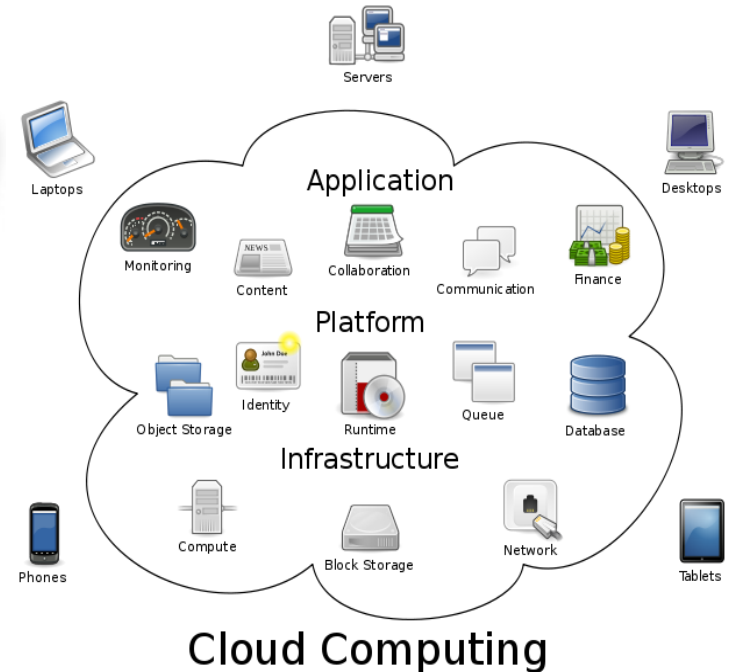 Servers
Laptops
Desktops
Application
Monitoring
NEWS
Content
Collaboration
Communication
Finance
Platform
Object Storage
John Doe
Identity
Runtime
Queue
Database
Infrastructure
Compute
Block Storage
Network
Phones
Tablets
Cloud Computing